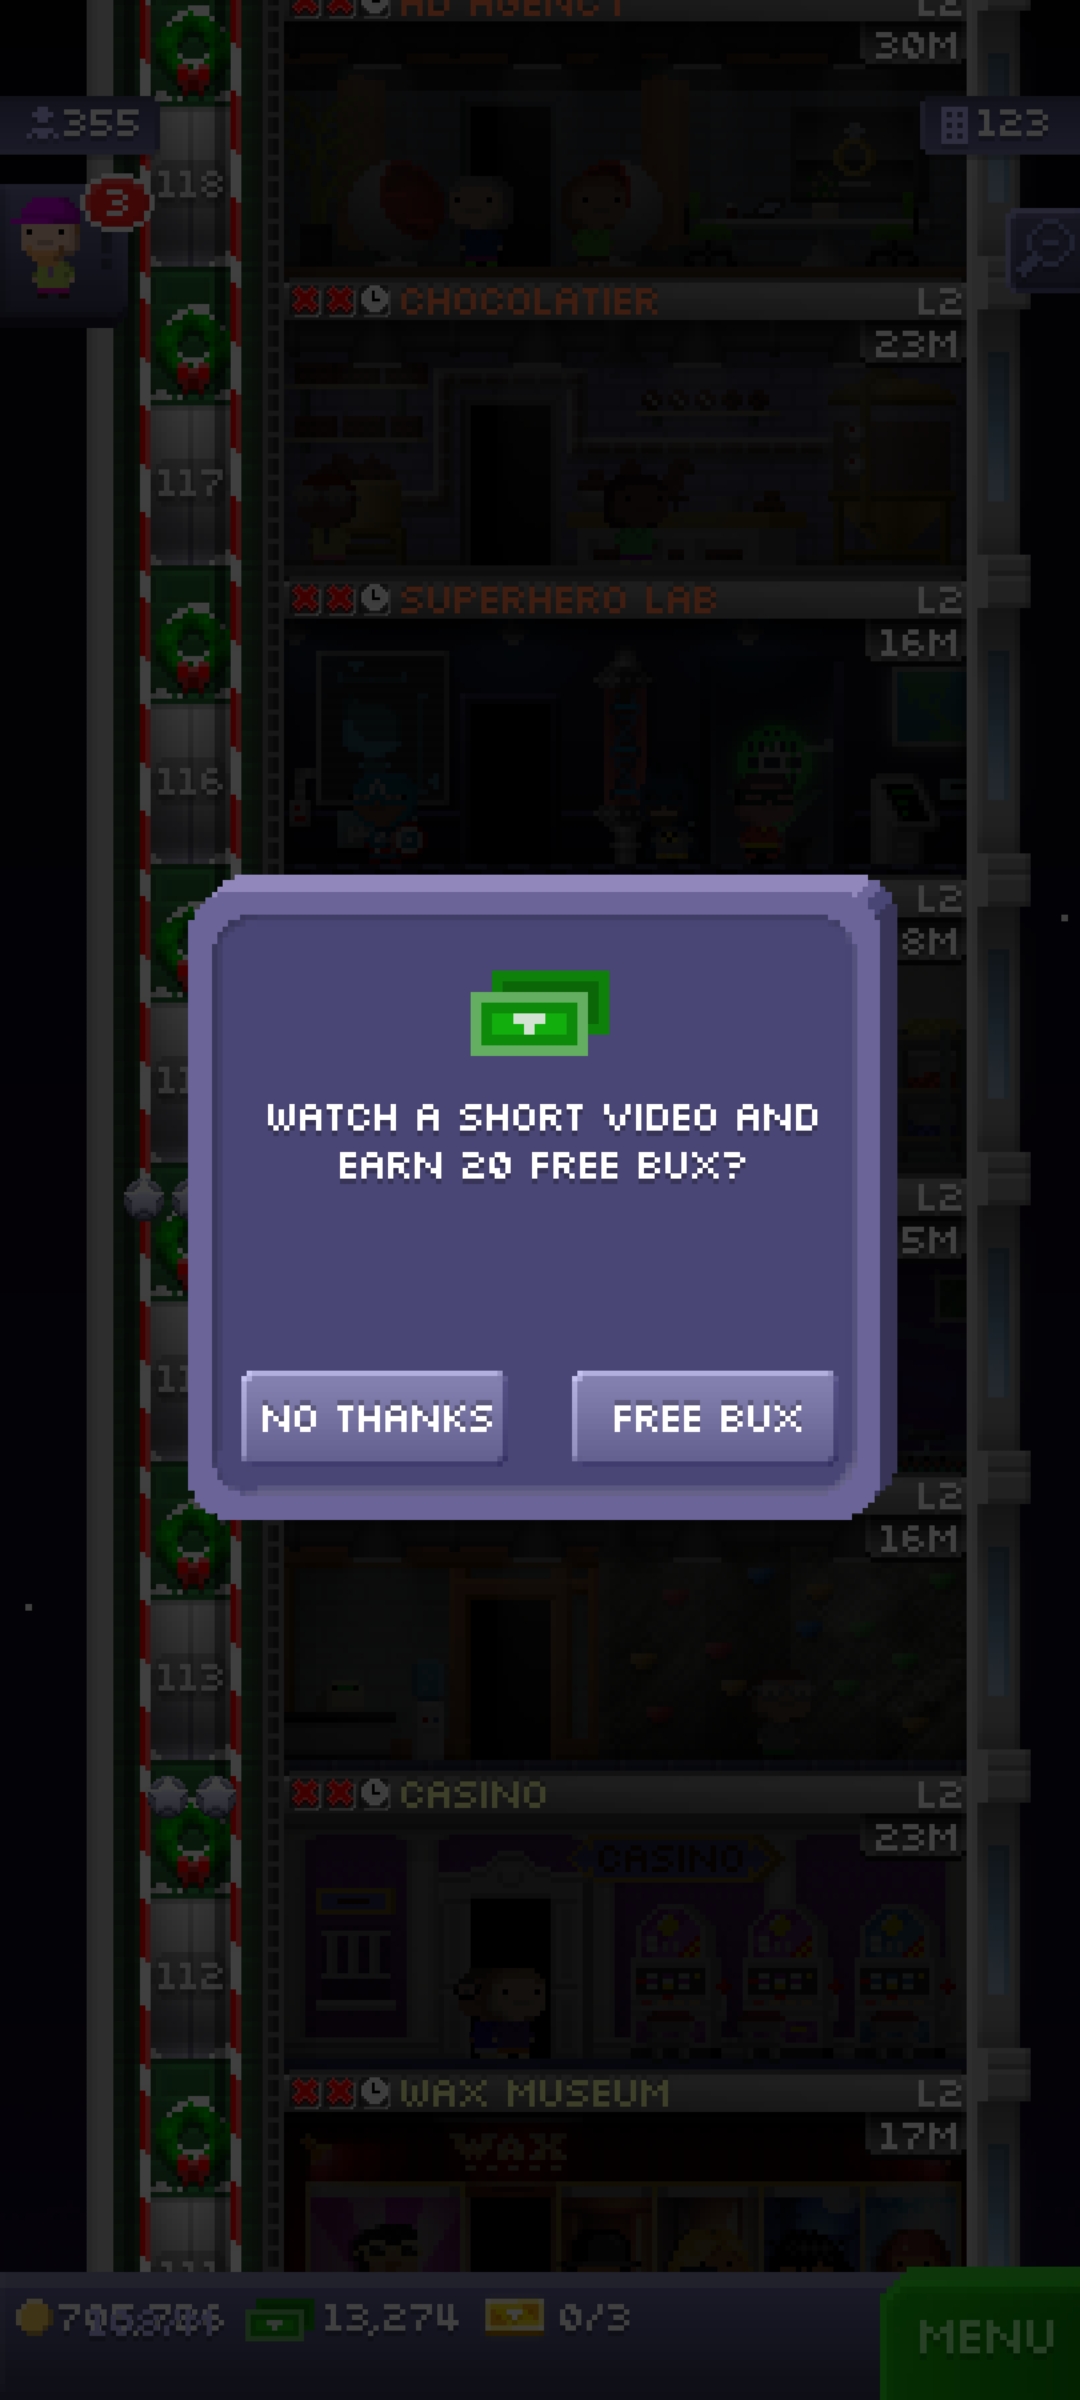 AD AGENCY L2
30M
355
123
3
118
CHOCOLATIER L2
23M
117
SUPERHERO LAB L2
16M
116
L2
8M
WATCH A SHORT VIDEO AND
EARN 20 FREE BUX?
L2
5M
NO THANKS
FREE BUX
L2
16M
113
CASINO L2
23M
CASINO
112
WAX MUSEUM L2
17M
WAX
13,274
0/3
MENU